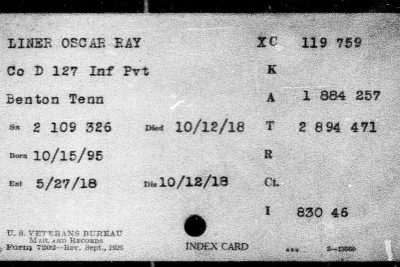 LINER OSCAR RAY XC 119 759
Co D 127 Inf Pvt K
Benton Tenn A 1 884 257
Sn 2 109 326 Died 10/12/18 T 2 894 471
Born 10/15/95 R
Enl 5/27/18 Dis 10/12/18 Ct.
I 830 46
U. S. VETERANS BUREAU
MAIL AND RECORDS
Form 7202—Rev. Sept., 1926 INDEX CARD